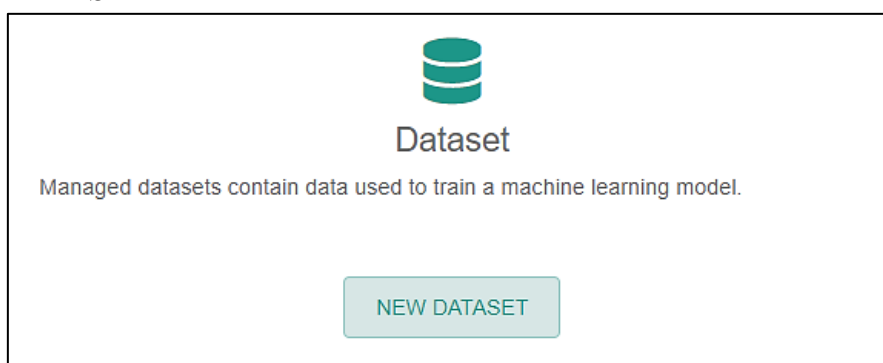 Dataset
Managed datasets contain data used to train a machine learning model.
NEW DATASET